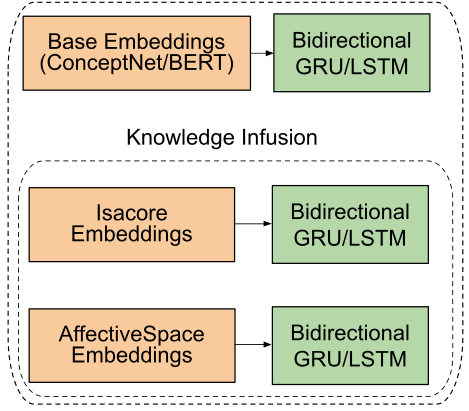 Base Embeddings
(ConceptNet/BERT)
Bidirectional
GRU/LSTM
Knowledge Infusion
Isacore
Embeddings
Bidirectional
GRU/LSTM
AffectiveSpace
Embeddings
Bidirectional
GRU/LSTM